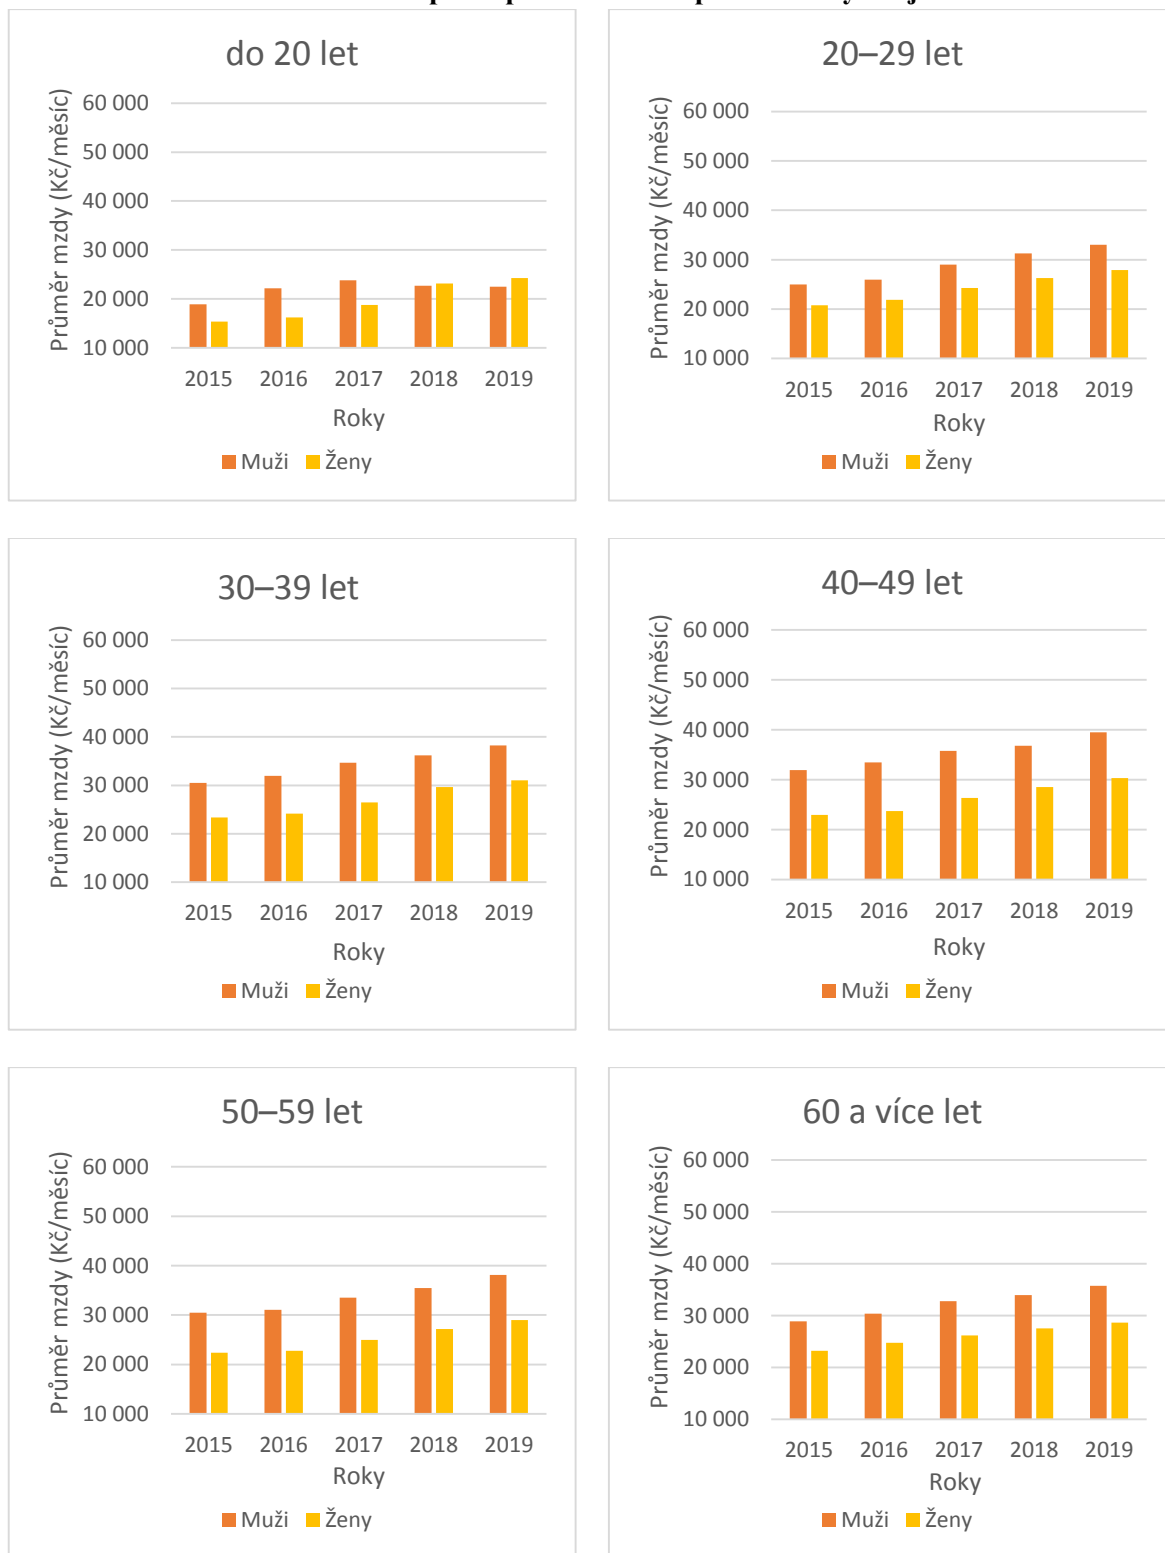 do 20 let
Průměr mzdy (Kč/měsíc)
60 000
50 000
40 000
30 000
20 000
10 000
2015 2016 2017 2018 2019
Roky
Muži Ženy
20–29 let
Průměr mzdy (Kč/měsíc)
60 000
50 000
40 000
30 000
20 000
10 000
2015 2016 2017 2018 2019
Roky
Muži Ženy
30–39 let
Průměr mzdy (Kč/měsíc)
60 000
50 000
40 000
30 000
20 000
10 000
2015 2016 2017 2018 2019
Roky
Muži Ženy
40–49 let
Průměr mzdy (Kč/měsíc)
60 000
50 000
40 000
30 000
20 000
10 000
2015 2016 2017 2018 2019
Roky
Muži Ženy
50–59 let
Průměr mzdy (Kč/měsíc)
60 000
50 000
40 000
30 000
20 000
10 000
2015 2016 2017 2018 2019
Roky
Muži Ženy
60 a více let
Průměr mzdy (Kč/měsíc)
60 000
50 000
40 000
30 000
20 000
10 000
2015 2016 2017 2018 2019
Roky
Muži Ženy